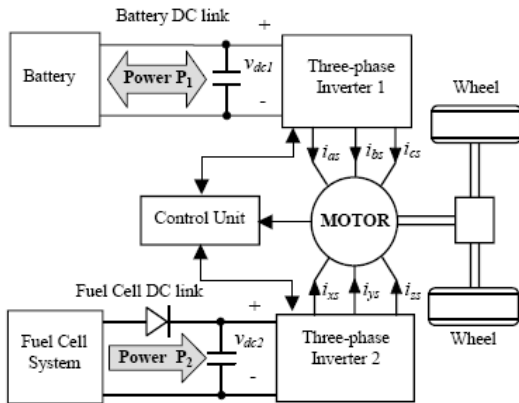 Battery DC link
+
Battery
Power P1
vdc1
-
Three-phase
Inverter 1
Wheel
ias
ibs
ics
Control Unit
MOTOR
Fuel Cell DC link
+
ixs
iys
izs
Fuel Cell
System
Power P2
vdc2
-
Three-phase
Inverter 2
Wheel